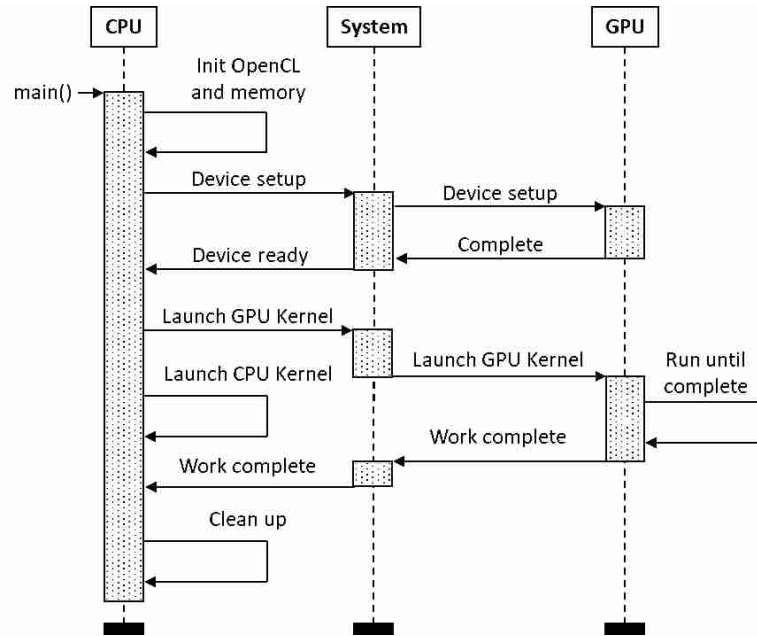 CPU
System
GPU
main()
Init OpenCL
and memory
Device setup
Device setup
Complete
Device ready
Launch GPU Kernel
Launch GPU Kernel
Run until
complete
Launch CPU Kernel
Work complete
Work complete
Clean up